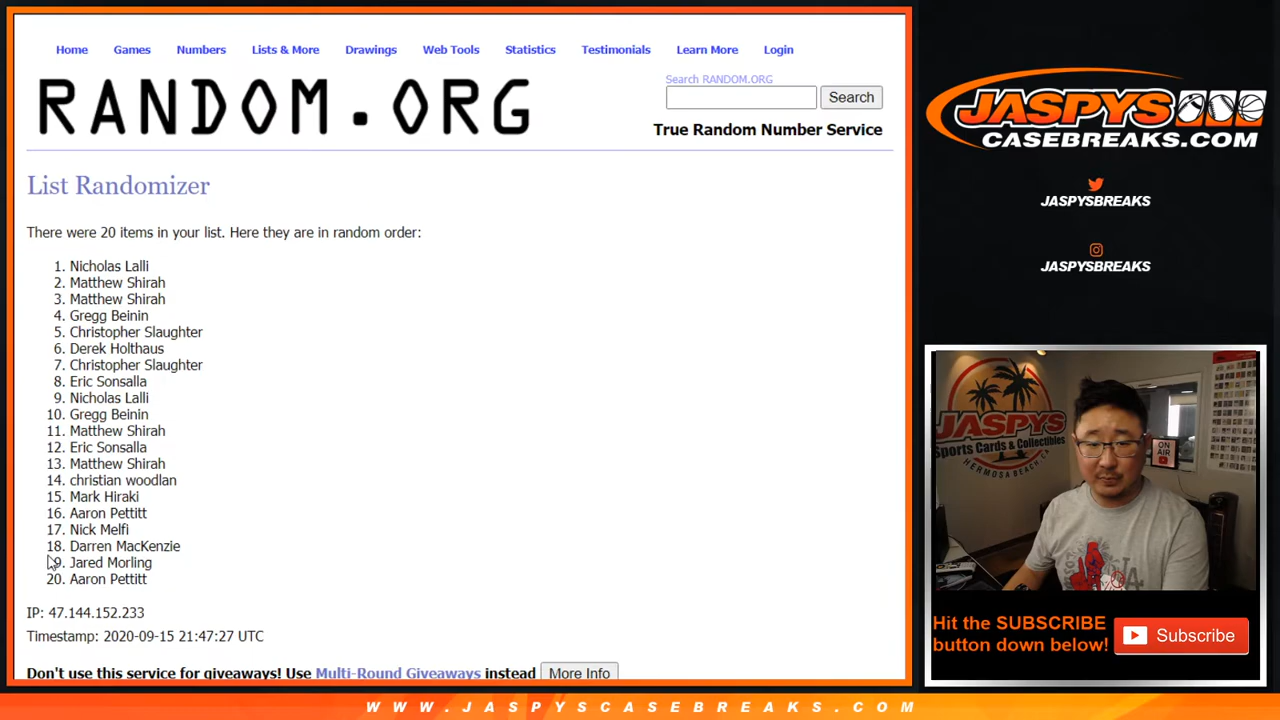 Home Games Numbers Lists & More Drawings Web Tools Statistics Testimonials Learn More Login
RANDOM.ORG
Search RANDOM.ORG
Search
True Random Number Service
List Randomizer
There were 20 items in your list. Here they are in random order:
1. Nicholas Lalli
2. Matthew Shirah
3. Matthew Shirah
4. Gregg Beinin
5. Christopher Slaughter
6. Derek Holthaus
7. Christopher Slaughter
8. Eric Sonsalla
9. Nicholas Lalli
10. Gregg Beinin
11. Matthew Shirah
12. Eric Sonsalla
13. Matthew Shirah
14. christian woodlan
15. Mark Hiraki
16. Aaron Pettitt
17. Nick Melfi
18. Darren MacKenzie
19. Jared Morling
20. Aaron Pettitt
IP: 47.144.152.233
Timestamp: 2020-09-15 21:47:27 UTC
Don't use this service for giveaways! Use Multi-Round Giveaways instead More Info
JASPYS
CASEBREAKS.COM
JASPYSBREAKS
JASPYSBREAKS
JASPYS
Sports Cards & Collectibles
HERMOSA BEACH, CA
ON AIR
Hit the SUBSCRIBE
button down below!
Subscribe
WWW.JASPYSCASEBREAKS.COM